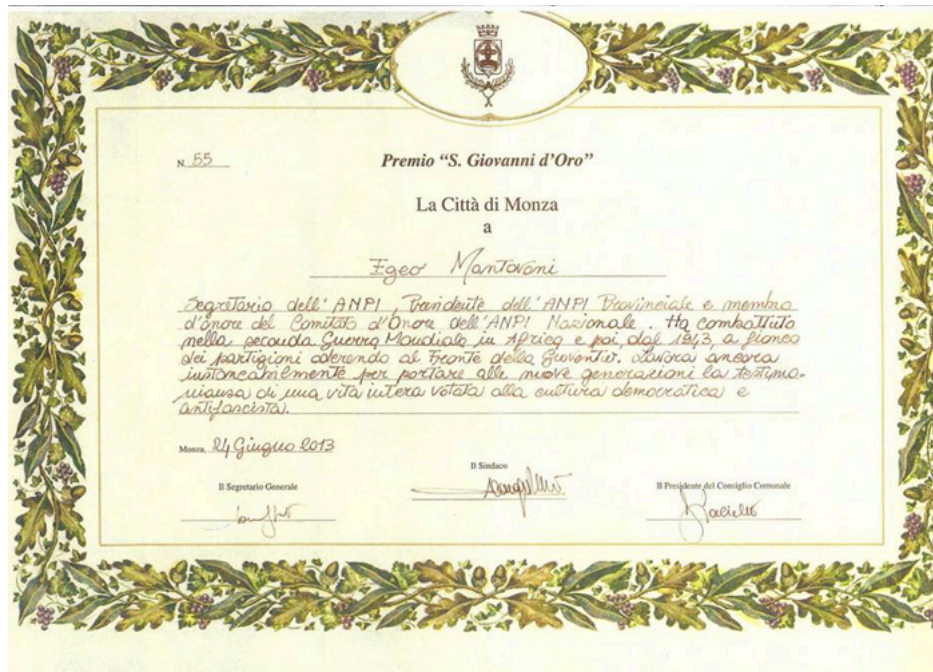 N. 55
Premio “S. Giovanni d’Oro”
La Città di Monza
a
Egeo Mantovani
Segretario dell'ANPI, Presidente dell'ANPI Provinciale e membro
d'onore del Comitato d'Onore dell'ANPI Nazionale. Ha combattuto
nella seconda Guerra Mondiale in Africa e poi, dal 1943, a fianco
dei partigiani aderendo al Fronte della Gioventù. Lavora ancora
instancabilmente per portare alle nuove generazioni la testimo-
nianza di una vita intera votata alla cultura democratica e
antifascista.
Monza, 24 Giugno 2013
Il Segretario Generale
Il Sindaco
Il Presidente del Consiglio Comunale